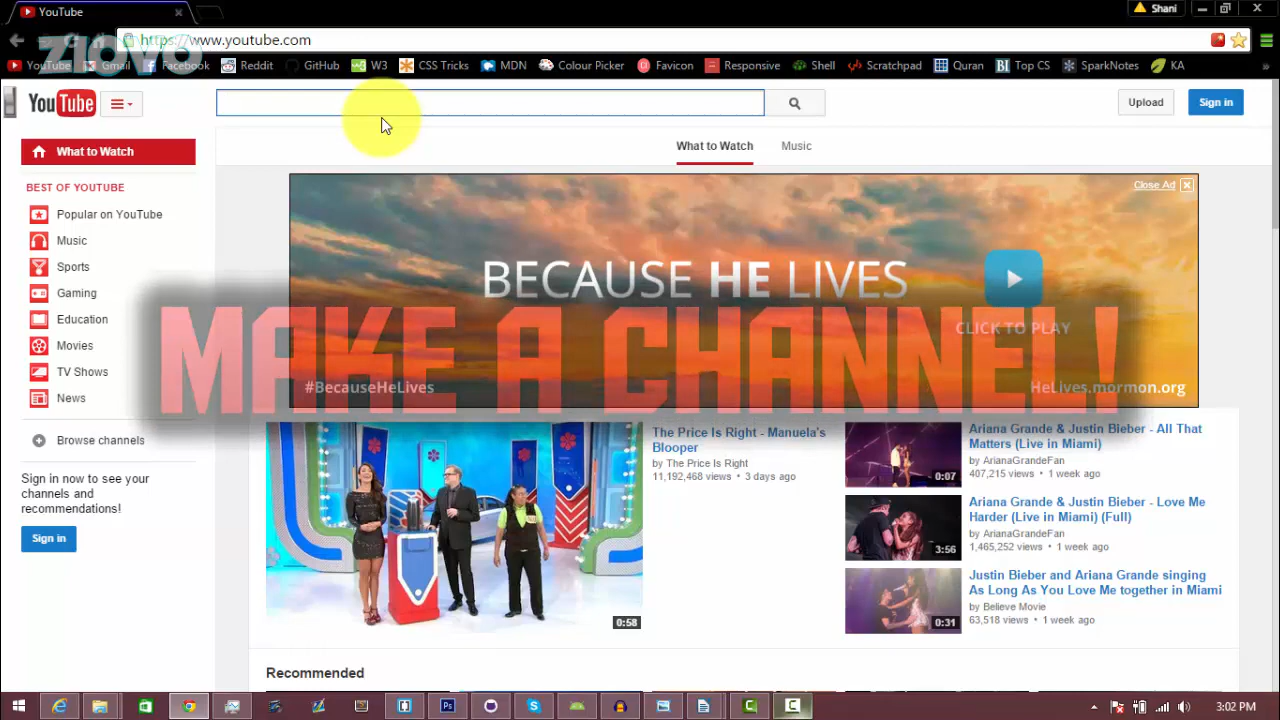 YouTube
Shani
https://www.youtube.com
ziovo
YouTube Gmail Facebook Reddit GitHub W3 CSS Tricks MDN Colour Picker Favicon Responsive Shell Scratchpad Quran Top CS SparkNotes KA
YouTube
Upload
Sign in
What to Watch
Music
What to Watch
BEST OF YOUTUBE
Popular on YouTube
Music
Sports
Gaming
Education
Movies
TV Shows
News
Browse channels
Sign in now to see your
channels and
recommendations!
Sign in
Close Ad
BECAUSE HE LIVES
CLICK TO PLAY
#BecauseHeLives
HeLives.mormon.org
MAKE A CHANNEL!
0:58
The Price Is Right - Manuela's
Blooper
by The Price Is Right
11,192,468 views • 3 days ago
0:07
Ariana Grande & Justin Bieber - All That
Matters (Live in Miami)
by ArianaGrandeFan
407,215 views • 1 week ago
3:56
Ariana Grande & Justin Bieber - Love Me
Harder (Live in Miami) (Full)
by ArianaGrandeFan
1,465,252 views • 1 week ago
0:31
Justin Bieber and Ariana Grande singing
As Long As You Love Me together in Miami
by Believe Movie
63,518 views • 1 week ago
Recommended
3:02 PM